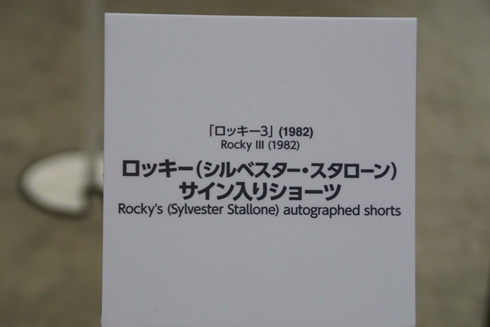 「ロッキー3」 (1982)
Rocky III (1982)
ロッキー(シルベスター・スタローン)
サイン入りショーツ
Rocky's (Sylvester Stallone) autographed shorts